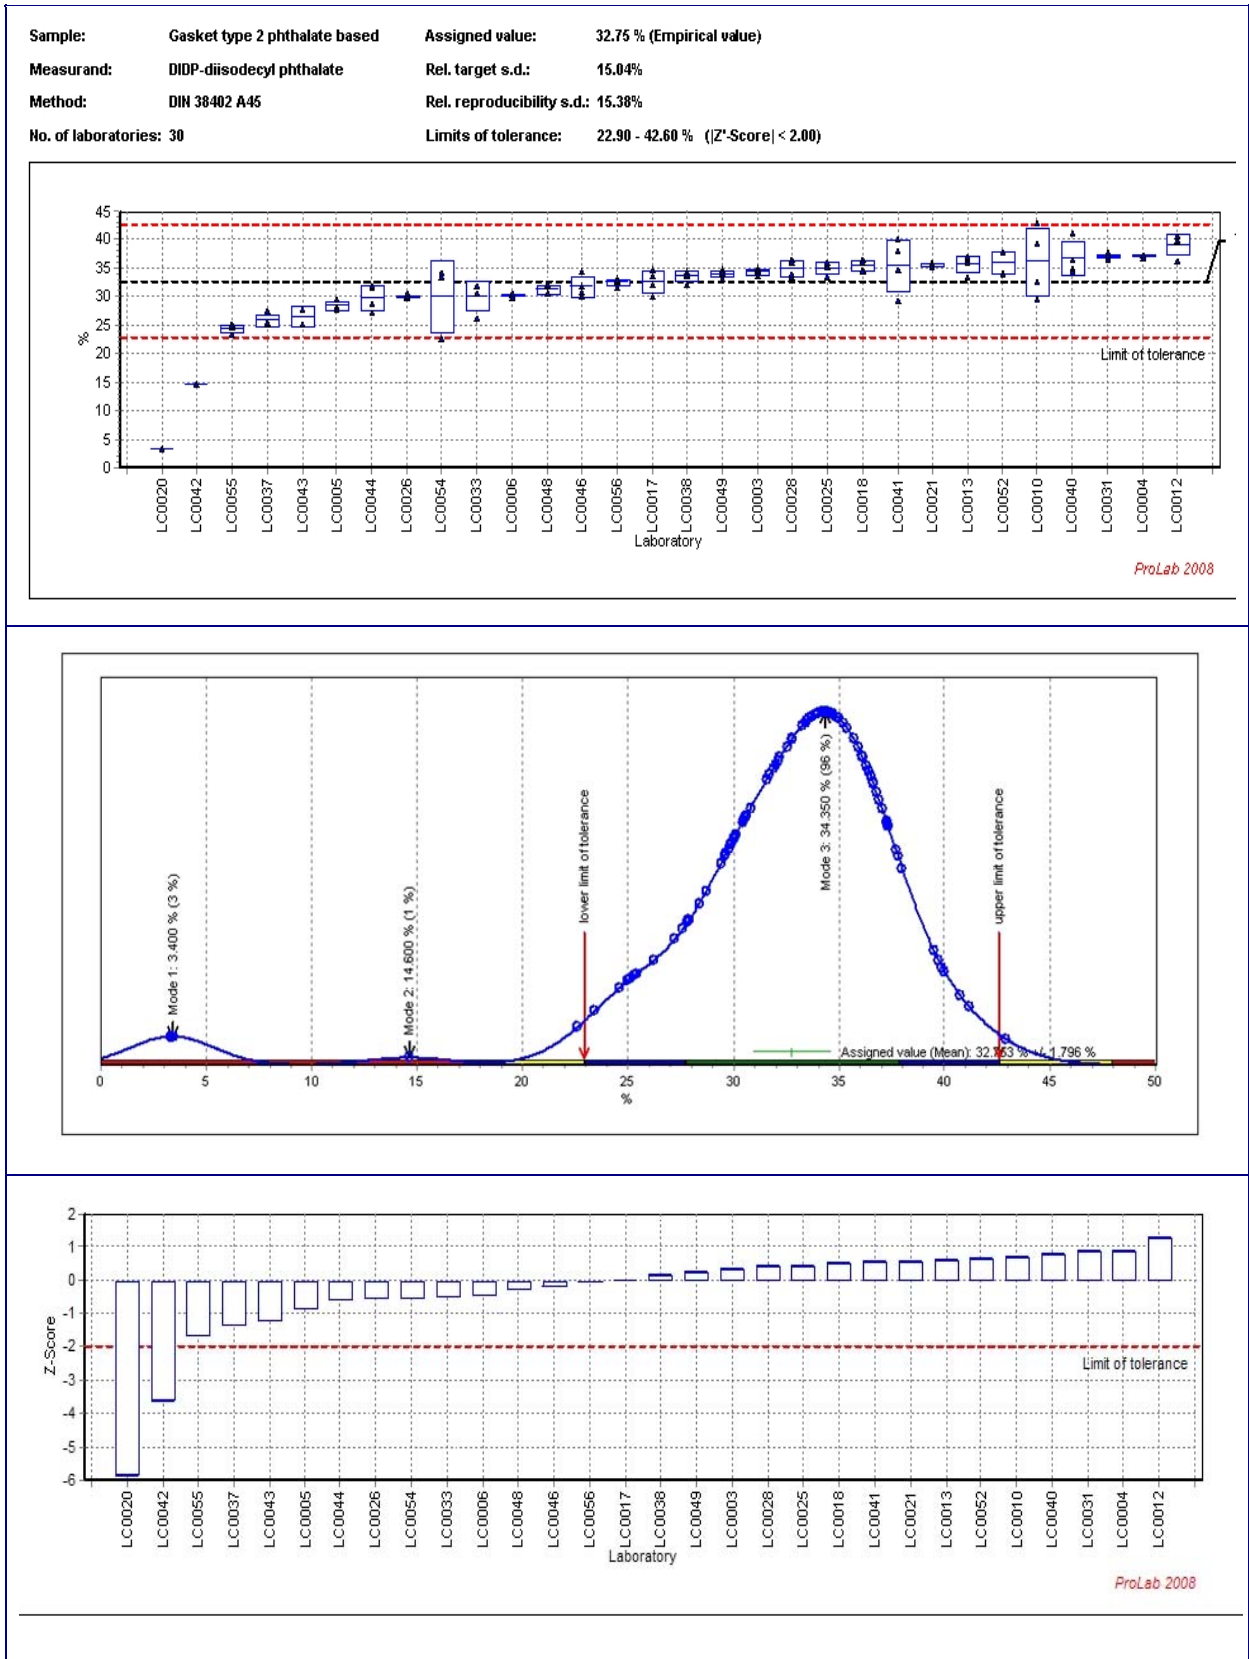 Sample: Gasket type 2 phthalate based Assigned value: 32.75 % (Empirical value)
Measurand: DIDP-diisodecyl phthalate Rel. target s.d.: 15.04%
Method: DIN 38402 A45 Rel. reproducibility s.d.: 15.38%
No. of laboratories: 30 Limits of tolerance: 22.90 - 42.60 % (|Z'-Score| < 2.00)
45
40
35
30
25
20
15
10
5
0
%
Limit of tolerance
LC0020
LC0042
LC0055
LC0037
LC0043
LC0005
LC0044
LC0026
LC0054
LC0033
LC0006
LC0048
LC0046
LC0056
LC0017
LC0038
LC0049
LC0003
LC0028
LC0025
LC0018
LC0041
LC0021
LC0013
LC0052
LC0010
LC0040
LC0031
LC0004
LC0012
Laboratory
ProLab 2008
Mode 1: 3.400 % (3 %)
Mode 2: 14.600 % (1 %)
lower limit of tolerance
Mode 3: 34.350 % (96 %)
upper limit of tolerance
Assigned value (Mean): 32.753 % +/- 1.796 %
0 5 10 15 20 25 30 35 40 45 50
%
2
1
0
-1
-2
-3
-4
-5
-6
Z-Score
Limit of tolerance
LC0020
LC0042
LC0055
LC0037
LC0043
LC0005
LC0044
LC0026
LC0054
LC0033
LC0006
LC0048
LC0046
LC0056
LC0017
LC0038
LC0049
LC0003
LC0028
LC0025
LC0018
LC0041
LC0021
LC0013
LC0052
LC0010
LC0040
LC0031
LC0004
LC0012
Laboratory
ProLab 2008